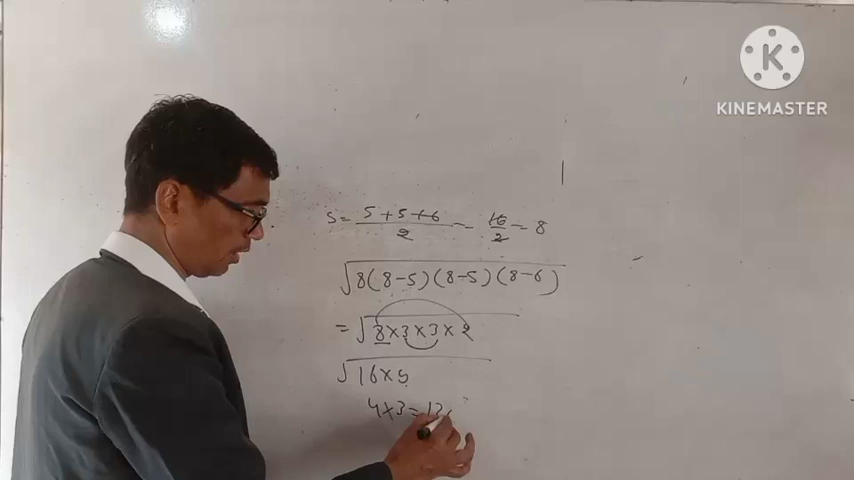 K
KINEMASTER
S = 5 + 5 + 6 / 2 = 16 / 2 = 8
√8(8-5)(8-5)(8-6)
= √8×3×3×2
√16×9
4×3=12